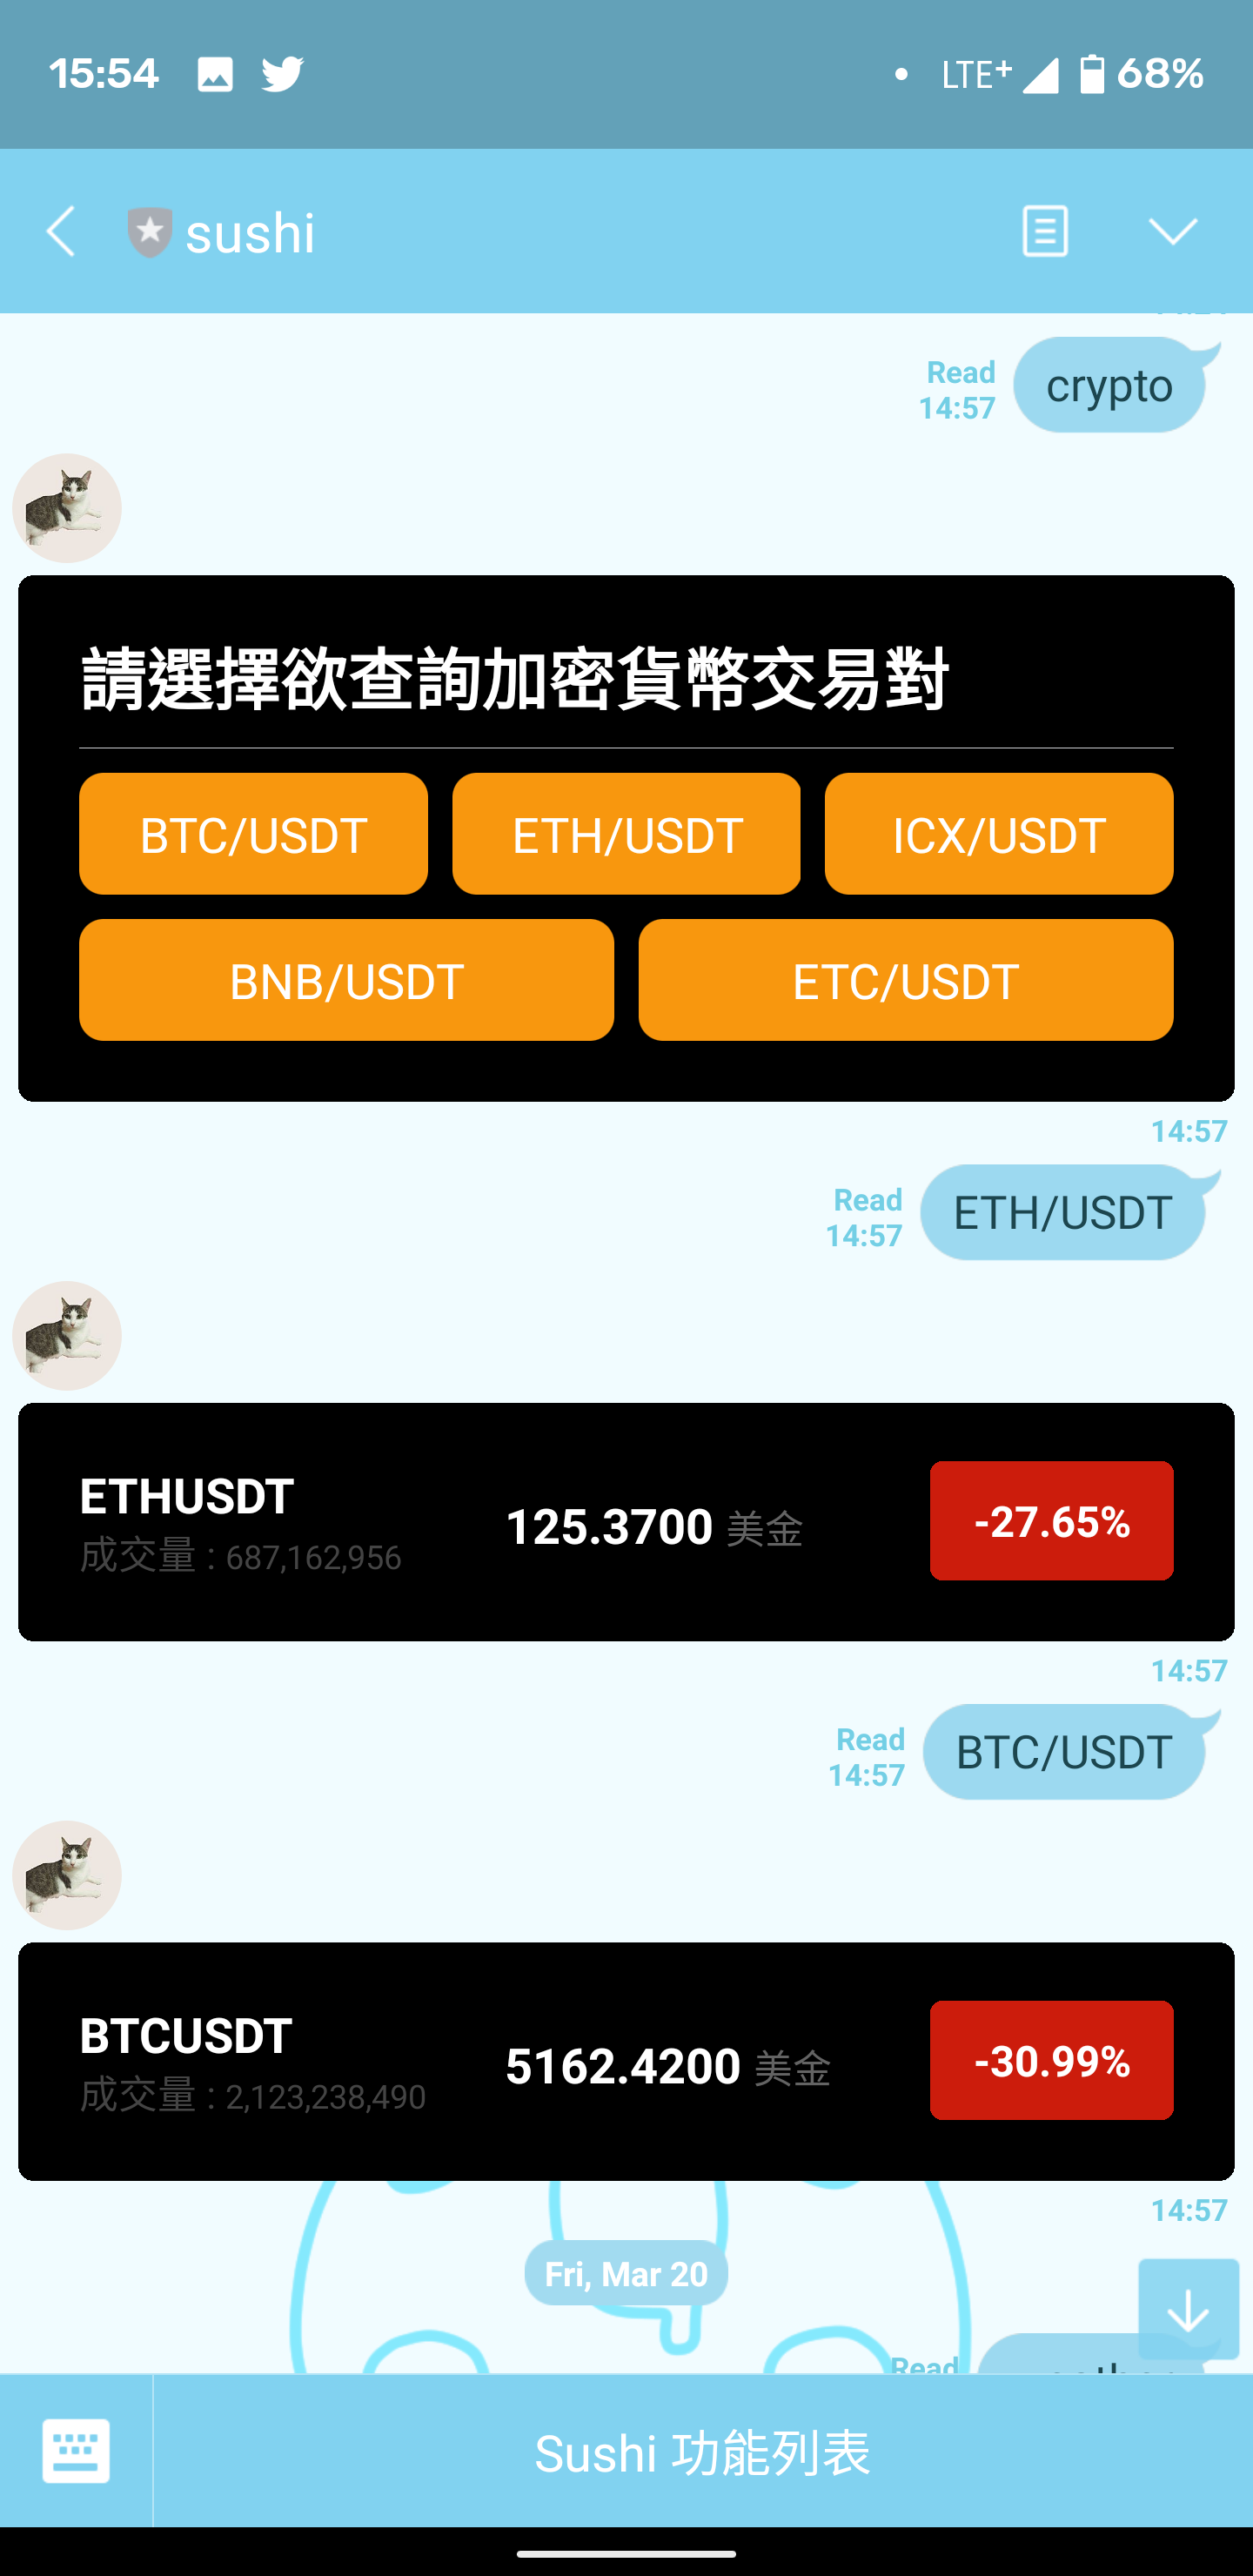 15:54
LTE+ 68%
sushi
Read
14:57
crypto
請選擇欲查詢加密貨幣交易對
BTC/USDT ETH/USDT ICX/USDT
BNB/USDT ETC/USDT
14:57
Read
14:57
ETH/USDT
ETHUSDT
成交量 : 687,162,956
125.3700 美金
-27.65%
14:57
Read
14:57
BTC/USDT
BTCUSDT
成交量 : 2,123,238,490
5162.4200 美金
-30.99%
14:57
Fri, Mar 20
Read
Sushi 功能列表